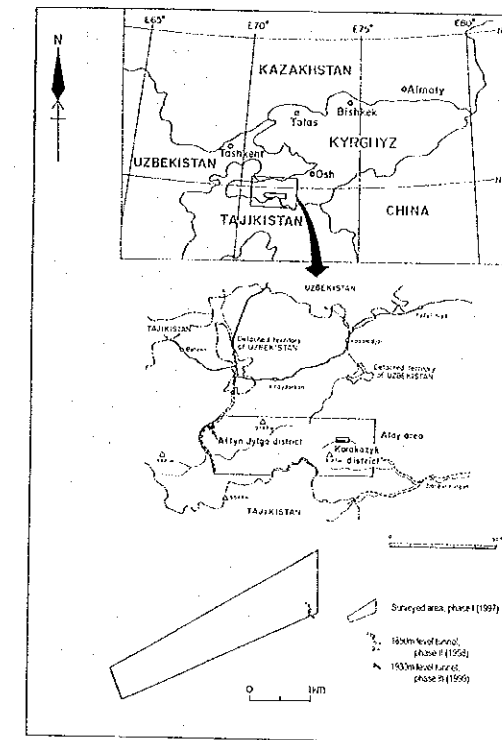 E65°
E70°
E75°
E80°
N
KAZAKHSTAN
Almaty
Bishkek
Talas
KYRGHYZ
Tashkent
UZBEKISTAN
Osh
N
TAJIKISTAN
CHINA
UZBEKISTAN
TAJIKISTAN
Detached territory
of UZBEKISTAN
Detached territory
of UZBEKISTAN
Altyn Jylga district
Alay area
Karakazyk
district
TAJIKISTAN
0
Surveyed area, phase I (1997)
1850m level tunnel,
phase II (1998)
1930m level tunnel,
phase III (1999)
0 1KM